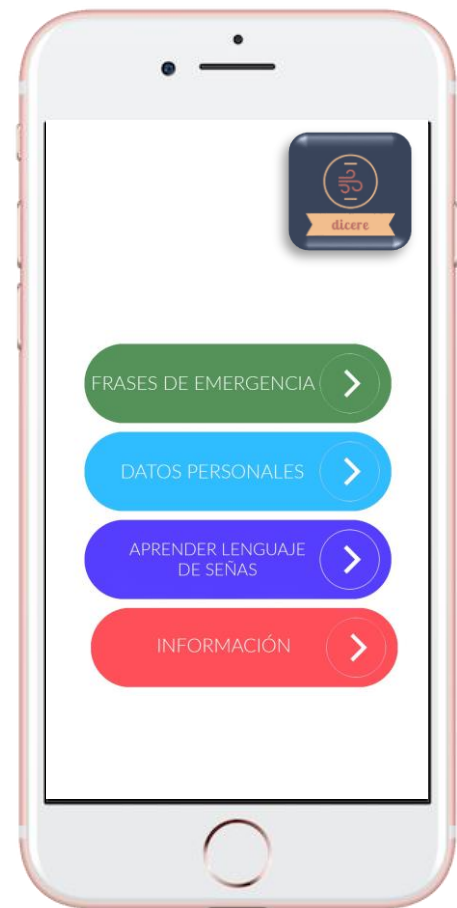 dicere
FRASES DE EMERGENCIA
DATOS PERSONALES
APRENDER LENGUAJE
DE SEÑAS
INFORMACIÓN